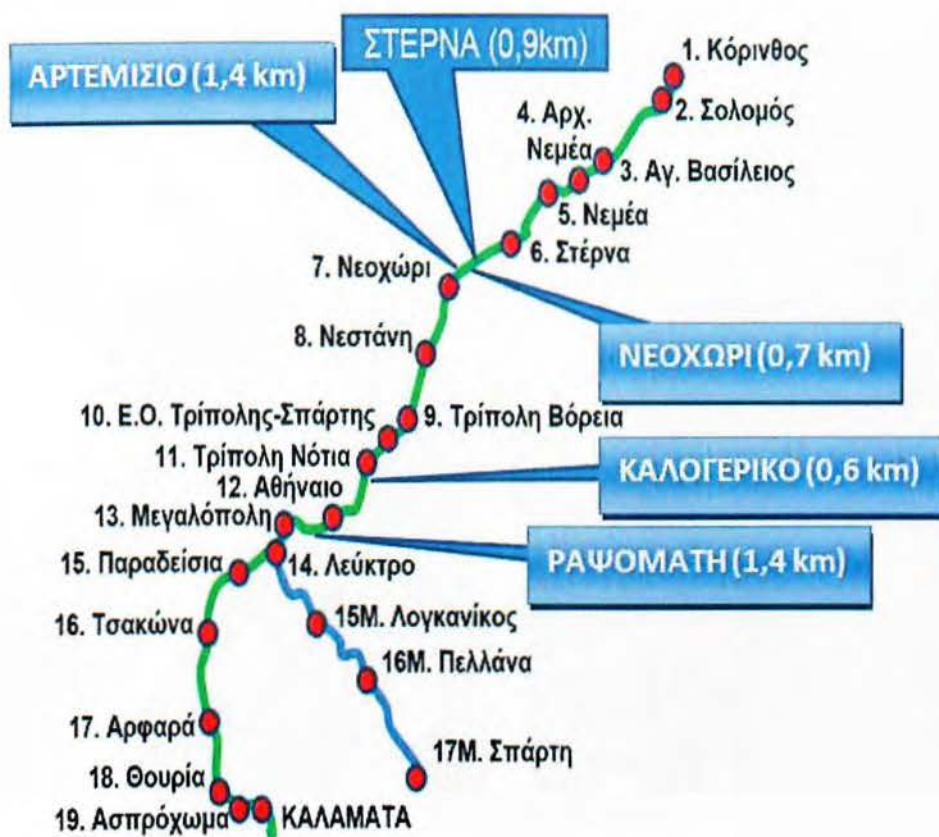 ΣΤΕΡΝΑ (0,9km)
ΑΡΤΕΜΙΣΙΟ (1,4 km)
1. Κόρινθος
2. Σολομός
4. Αρχ.
Νεμέα
3. Αγ. Βασίλειος
5. Νεμέα
6. Στέρνα
7. Νεοχώρι
8. Νεστάνη
ΝΕΟΧΩΡΙ (0,7 km)
10. Ε.Ο. Τρίπολης-Σπάρτης
9. Τρίπολη Βόρεια
11. Τρίπολη Νότια
ΚΑΛΟΓΕΡΙΚΟ (0,6 km)
12. Αθήναιο
13. Μεγαλόπολη
ΡΑΨΟΜΑΤΗ (1,4 km)
14. Λεύκτρο
15. Παραδείσια
15Μ. Λογκανίκος
16. Τσακώνα
16Μ. Πελλάνα
17. Αρφαρά
17Μ. Σπάρτη
18. Θουρία
19. Ασπρόχωμα
ΚΑΛΑΜΑΤΑ